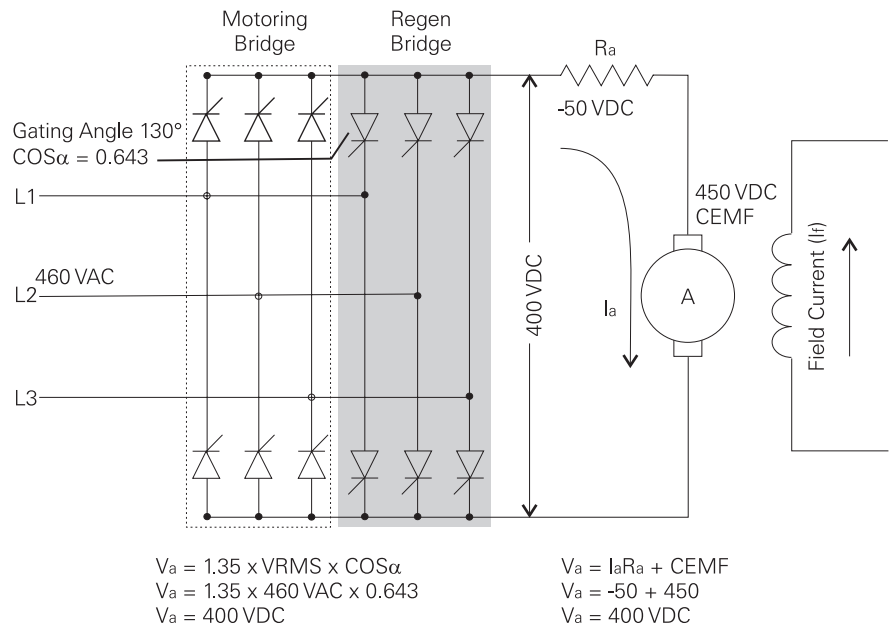 Motoring
Bridge
Regen
Bridge
Ra
-50 VDC
Gating Angle 130°
COSα = 0.643
L1
450 VDC
CEMF
460 VAC
L2
400 VDC
Ia
A
Field Current (If)
L3
Va = 1.35 x VRMS x COSα
Va = 1.35 x 460 VAC x 0.643
Va = 400 VDC
Va = IaRa + CEMF
Va = -50 + 450
Va = 400 VDC